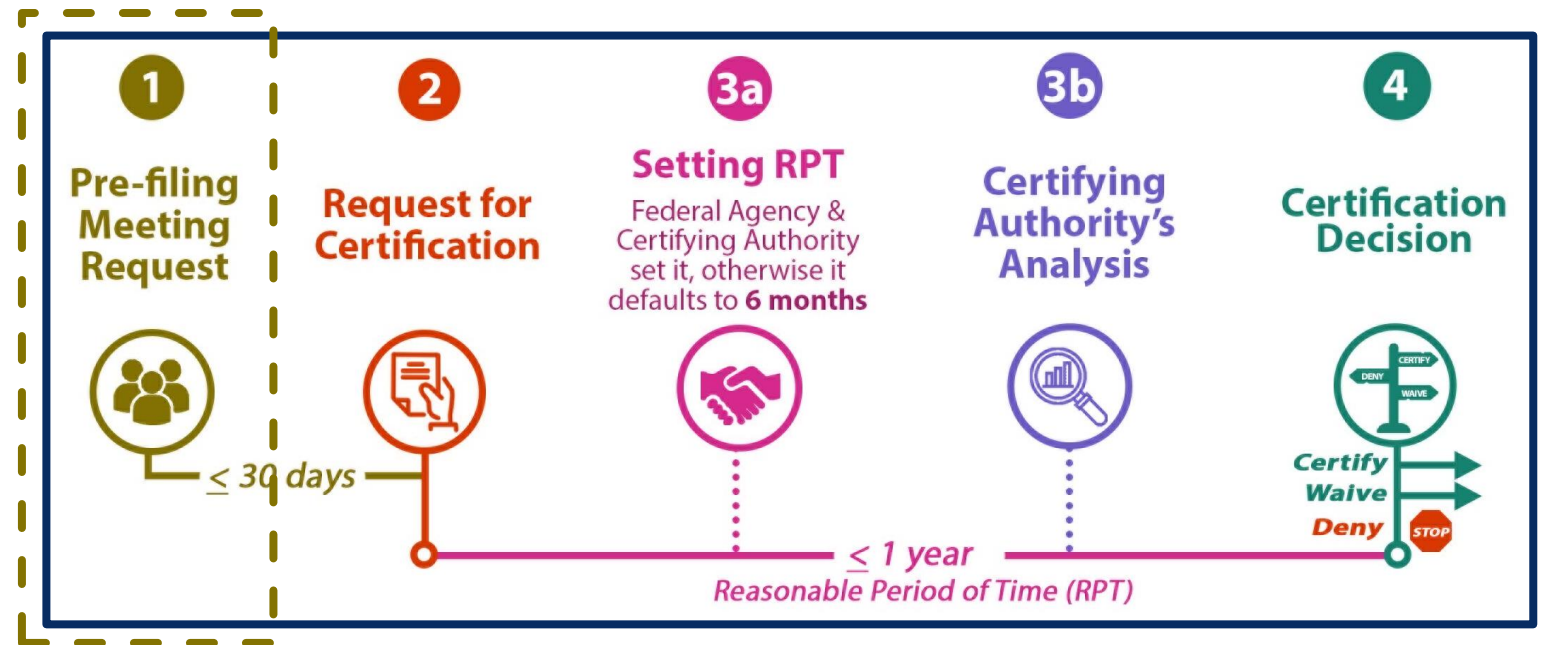 1
Pre-filing
Meeting
Request
≤ 30 days
2
Request for
Certification
3a
Setting RPT
Federal Agency &
Certifying Authority
set it, otherwise it
defaults to 6 months
3b
Certifying
Authority’s
Analysis
4
Certification
Decision
CERTIFY
DENY
WAIVE
Certify
Waive
Deny
STOP
≤ 1 year
Reasonable Period of Time (RPT)